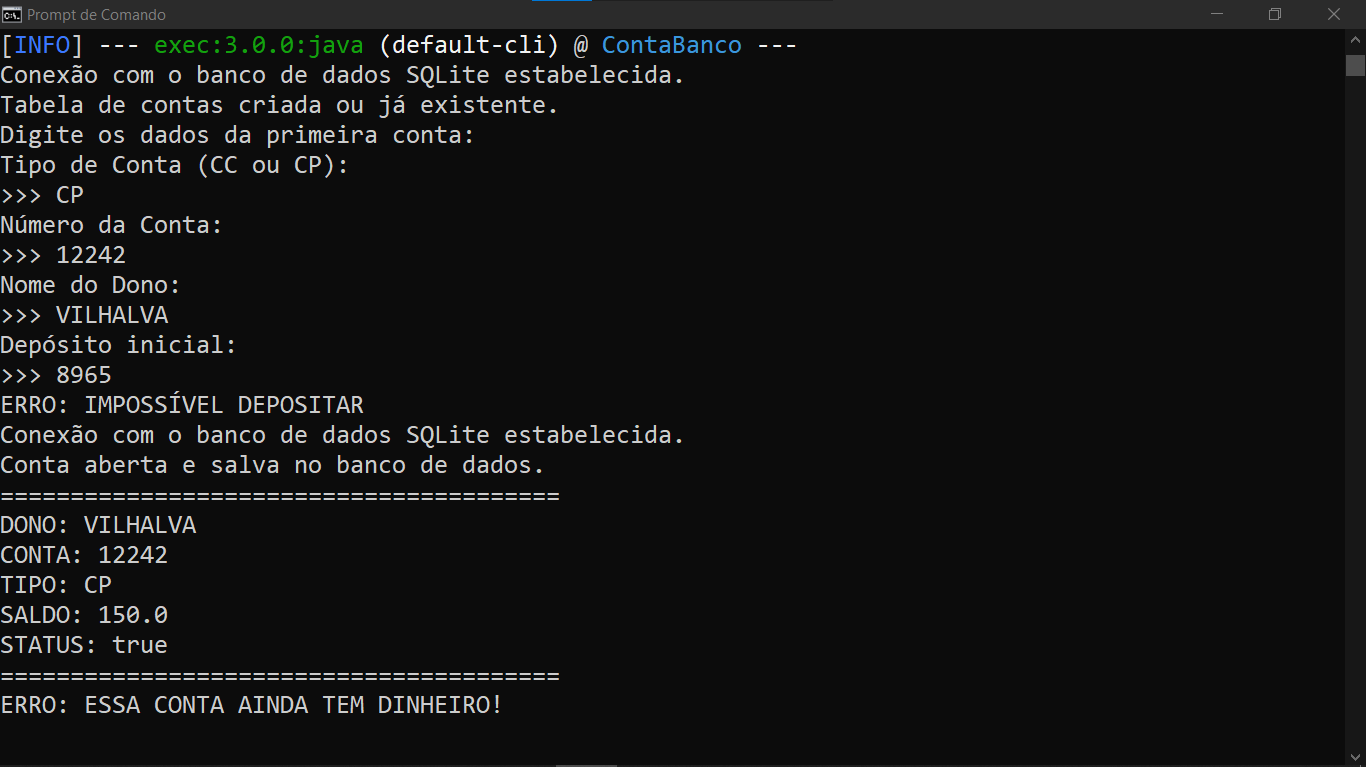 Prompt de Comando
[INFO] --- exec:3.0.0:java (default-cli) @ ContaBanco ---
Conexão com o banco de dados SQLite estabelecida.
Tabela de contas criada ou já existente.
Digite os dados da primeira conta:
Tipo de Conta (CC ou CP):
>>> CP
Número da Conta:
>>> 12242
Nome do Dono:
>>> VILHALVA
Depósito inicial:
>>> 8965
ERRO: IMPOSSÍVEL DEPOSITAR
Conexão com o banco de dados SQLite estabelecida.
Conta aberta e salva no banco de dados.
========================================
DONO: VILHALVA
CONTA: 12242
TIPO: CP
SALDO: 150.0
STATUS: true
========================================
ERRO: ESSA CONTA AINDA TEM DINHEIRO!